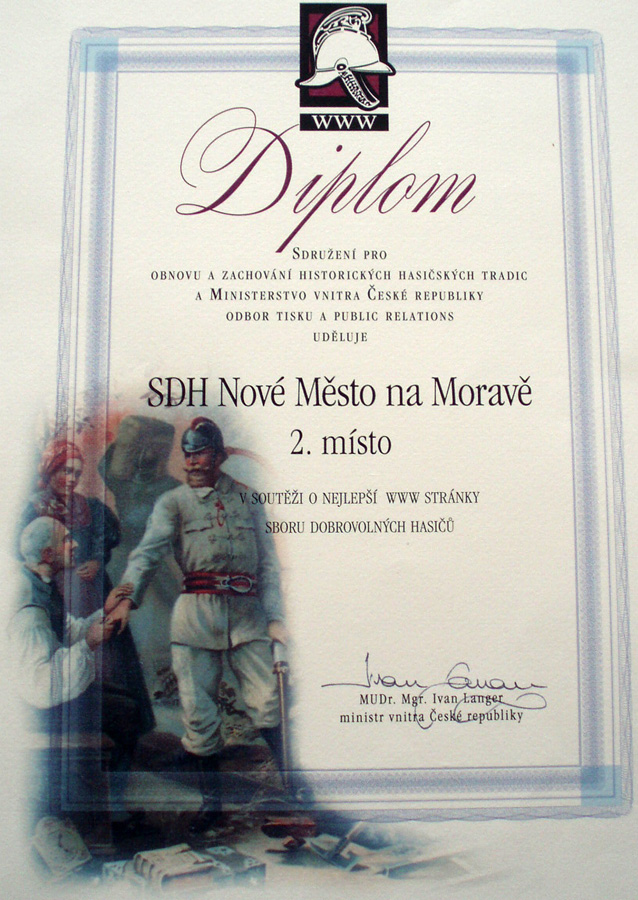 WWW
Diplom
Sdružení pro
obnovu a zachování historických hasičských tradic
a Ministerstvo vnitra České republiky
odbor tisku a public relations
uděluje
SDH Nové Město na Moravě
2. místo
v soutěži o nejlepší www stránky
sboru dobrovolných hasičů
MUDr. Mgr. Ivan Langer
ministr vnitra České republiky